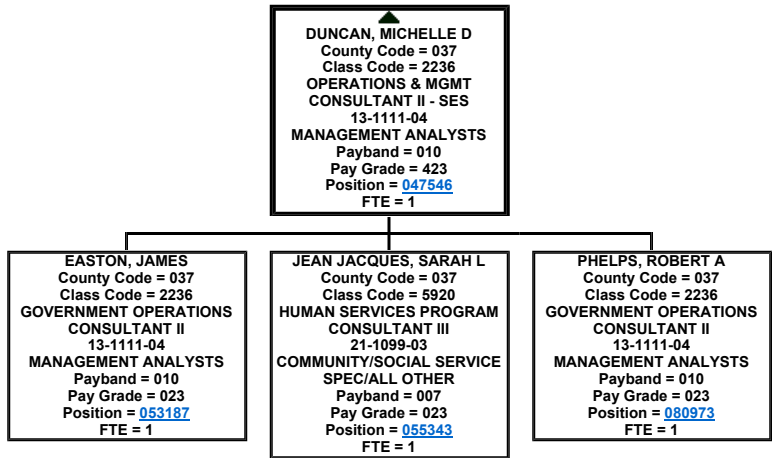 DUNCAN, MICHELLE D
County Code = 037
Class Code = 2236
OPERATIONS & MGMT
CONSULTANT II - SES
13-1111-04
MANAGEMENT ANALYSTS
Payband = 010
Pay Grade = 423
Position = 047546
FTE = 1
EASTON, JAMES
County Code = 037
Class Code = 2236
GOVERNMENT OPERATIONS
CONSULTANT II
13-1111-04
MANAGEMENT ANALYSTS
Payband = 010
Pay Grade = 023
Position = 053187
FTE = 1
JEAN JACQUES, SARAH L
County Code = 037
Class Code = 5920
HUMAN SERVICES PROGRAM
CONSULTANT III
21-1099-03
COMMUNITY/SOCIAL SERVICE
SPEC/ALL OTHER
Payband = 007
Pay Grade = 023
Position = 055343
FTE = 1
PHELPS, ROBERT A
County Code = 037
Class Code = 2236
GOVERNMENT OPERATIONS
CONSULTANT II
13-1111-04
MANAGEMENT ANALYSTS
Payband = 010
Pay Grade = 023
Position = 080973
FTE = 1